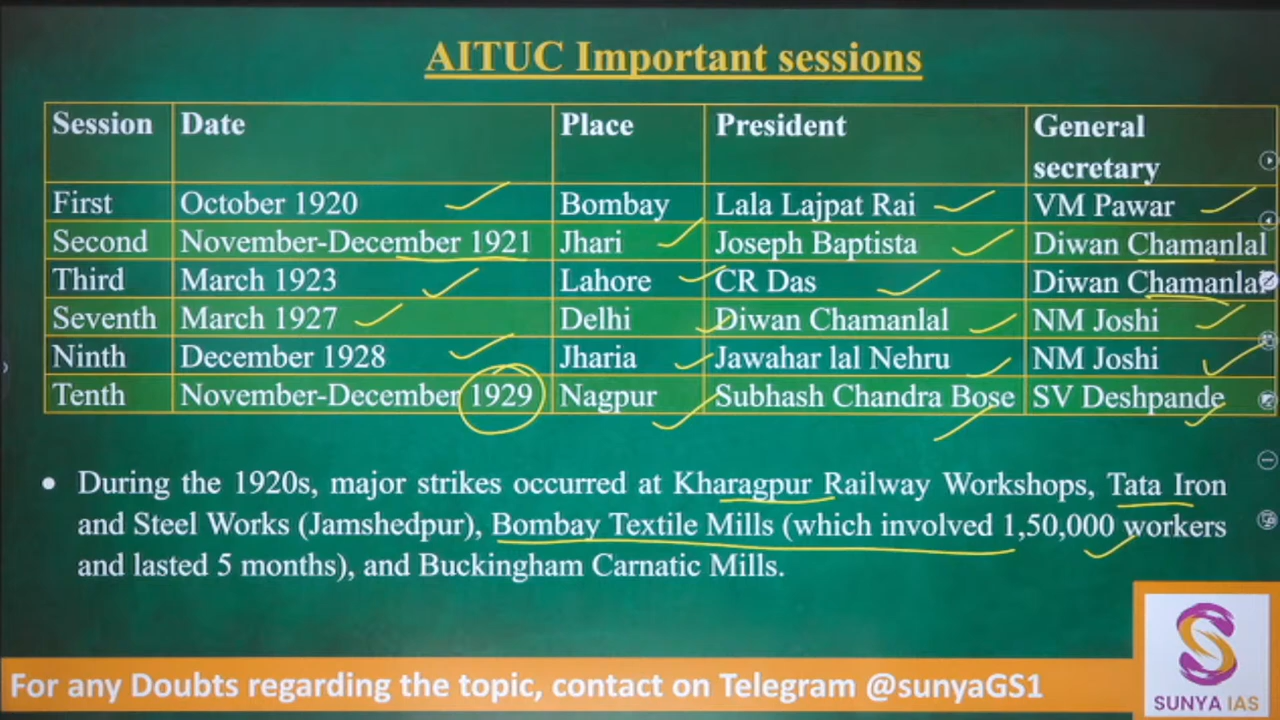 AITUC Important sessions
Session Date Place President General secretary
First October 1920 Bombay Lala Lajpat Rai VM Pawar
Second November-December 1921 Jhari Joseph Baptista Diwan Chamanlal
Third March 1923 Lahore CR Das Diwan Chamanlal
Seventh March 1927 Delhi Diwan Chamanlal NM Joshi
Ninth December 1928 Jharia Jawahar lal Nehru NM Joshi
Tenth November-December 1929 Nagpur Subhash Chandra Bose SV Deshpande
• During the 1920s, major strikes occurred at Kharagpur Railway Workshops, Tata Iron
and Steel Works (Jamshedpur), Bombay Textile Mills (which involved 1,50,000 workers
and lasted 5 months), and Buckingham Carnatic Mills.
For any Doubts regarding the topic, contact on Telegram @sunyaGS1
SUNYA IAS